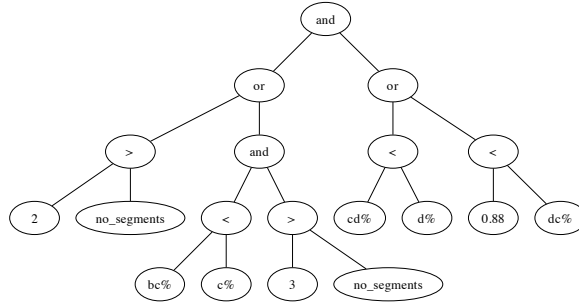 and
or or
> and < <
2 no_segments < > cd% d% 0.88 dc%
bc% c% 3 no_segments